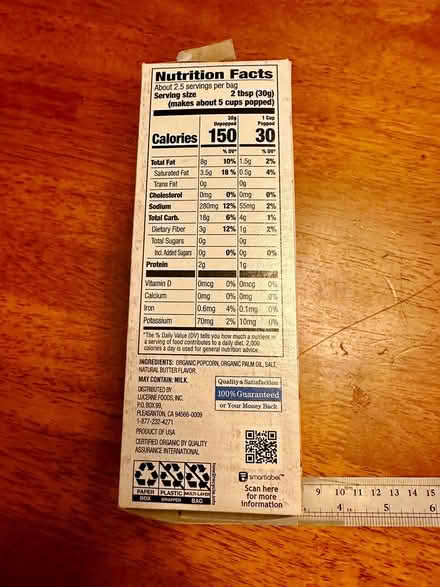 Nutrition Facts
About 2.5 servings per bag
Serving size 2 tbsp (30g)
(makes about 5 cups popped)
30g Unpopped 1 Cup Popped
Calories 150 30
% DV* % DV*
Total Fat 8g 10% 1.5g 2%
Saturated Fat 3.5g 18% 0.5g 4%
Trans Fat 0g 0g
Cholesterol 0mg 0% 0mg 0%
Sodium 280mg 12% 55mg 2%
Total Carb. 18g 6% 4g 1%
Dietary Fiber 3g 12% 1g 2%
Total Sugars 0g 0g
Incl. Added Sugars 0g 0% 0g 0%
Protein 2g 1g
Vitamin D 0mcg 0% 0mcg 0%
Calcium 0mg 0% 0mg 0%
Iron 0.6mg 4% 0.1mg 0%
Potassium 70mg 2% 10mg 0%
*The % Daily Value (DV) tells you how much a nutrient in
a serving of food contributes to a daily diet. 2,000
calories a day is used for general nutrition advice.
INGREDIENTS: ORGANIC POPCORN, ORGANIC PALM OIL, SALT,
NATURAL BUTTER FLAVOR.
MAY CONTAIN: MILK.
DISTRIBUTED BY
LUCERNE FOODS, INC.
P.O. BOX 99,
PLEASANTON, CA 94566-0009
1-877-232-4271
PRODUCT OF USA
CERTIFIED ORGANIC BY QUALITY
ASSURANCE INTERNATIONAL
Quality & Satisfaction
100% Guaranteed
or Your Money Back
smartlabel™
Scan here
for more
information
PAPER PLASTIC MULTI-LAYER
BOX WRAPPER BAG
9 10 11 12 13 14 15
4 5 6